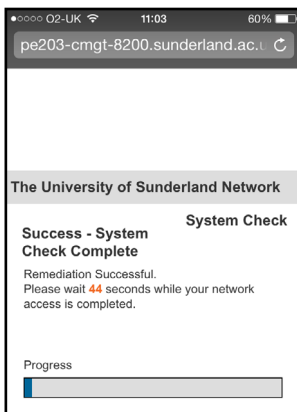 O2-UK 11:03 60%
pe203-cmgt-8200.sunderland.ac.u
The University of Sunderland Network
System Check
Success - System
Check Complete
Remediation Successful.
Please wait 44 seconds while your network
access is completed.
Progress